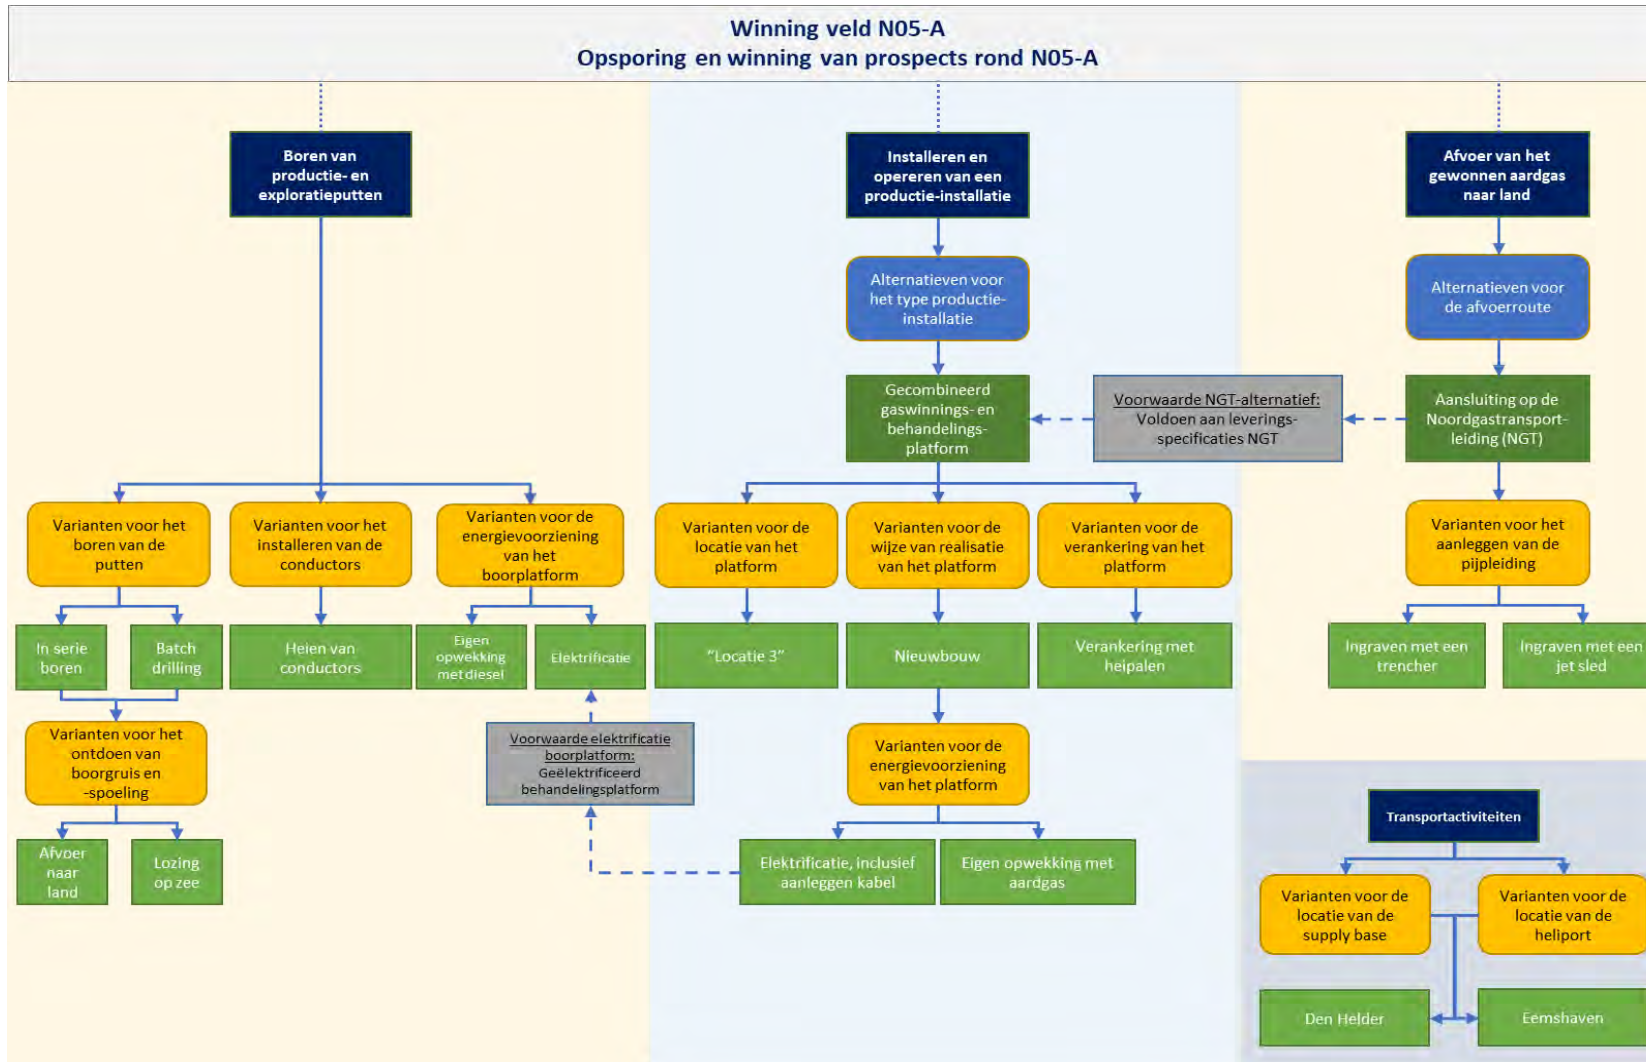 Winning veld N05-A
Opsporing en winning van prospects rond N05-A
Boren van
productie- en
exploratieputten
Installeren en
opereren van een
productie-installatie
Afvoer van het
gewonnen aardgas
naar land
Alternatieven voor
het type productie-
installatie
Alternatieven voor
de afvoerroute
Gecombineerd
gaswinnings- en
behandelings-
platform
Voorwaarde NGT-alternatief:
Voldoen aan leverings-
specificaties NGT
Aansluiting op de
Noordgastransport-
leiding (NGT)
Varianten voor het
boren van de
putten
Varianten voor het
installeren van de
conductors
Varianten voor de
energievoorziening
van het
boorplatform
Varianten voor de
locatie van het
platform
Varianten voor de
wijze van realisatie
van het platform
Varianten voor de
verankering van het
platform
Varianten voor het
aanleggen van de
pijpleiding
In serie
boren
Batch
drilling
Heien van
conductors
Eigen
opwekking
met diesel
Elektrificatie
"Locatie 3"
Nieuwbouw
Verankering met
heipalen
Ingraven met een
trencher
Ingraven met een
jet sled
Varianten voor het
ontdoen van
boorgruis en
-spoeling
Voorwaarde elektrificatie
boorplatform:
Geëlektrificeerd
behandelingsplatform
Varianten voor de
energievoorziening
van het platform
Afvoer
naar
land
Lozing
op zee
Elektrificatie, inclusief
aanleggen kabel
Eigen opwekking met
aardgas
Transportactiviteiten
Varianten voor de
locatie van de
supply base
Varianten voor de
locatie van de
heliport
Den Helder
Eemshaven